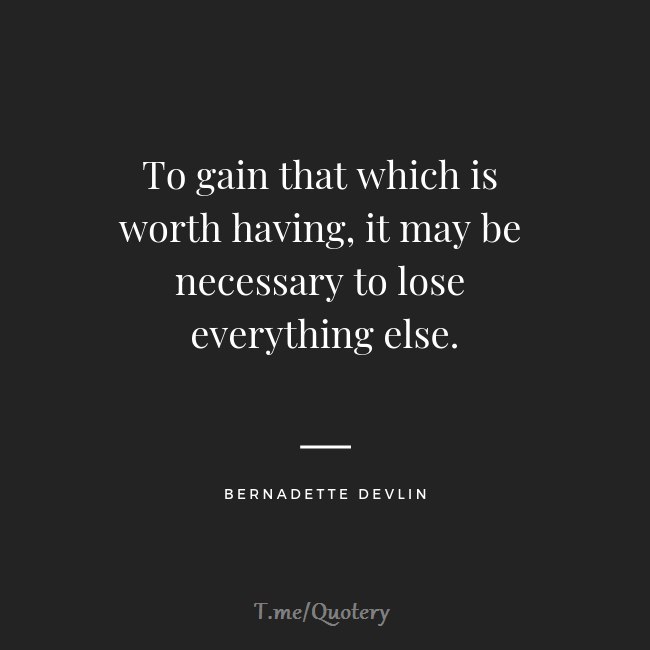 To gain that which is
worth having, it may be
necessary to lose
everything else.
BERNADETTE DEVLIN
T.me/Quotery